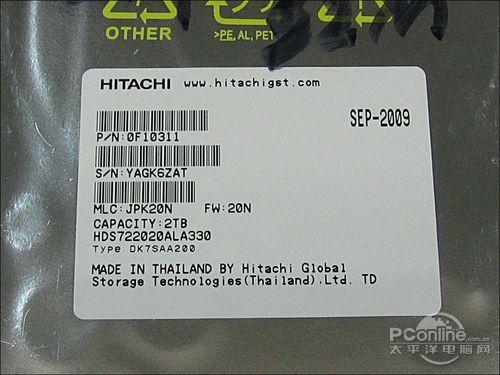 OTHER
>PE, AL, PET
HITACHI www.hitachigst.com
SEP-2009
P/N:0F10311
S/N:YAGK6ZAT
MLC:JPK20N FW:20N
CAPACITY:2TB
HDS722020ALA330
Type DK7SAA200
MADE IN THAILAND BY Hitachi Global
Storage Technologies(Thailand),Ltd. TD
PConline.com.cn
太平洋电脑网